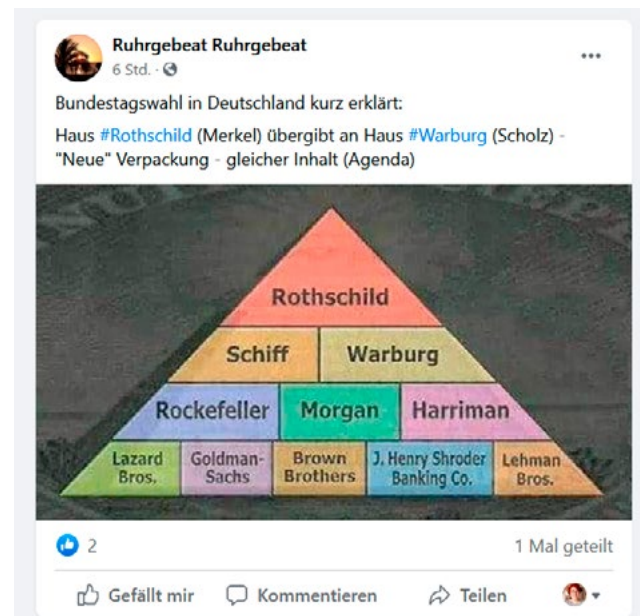 Ruhrgebeat Ruhrgebeat
6 Std. ·
Bundestagswahl in Deutschland kurz erklärt:
Haus #Rothschild (Merkel) übergibt an Haus #Warburg (Scholz) -
"Neue" Verpackung - gleicher Inhalt (Agenda)
Rothschild
Schiff Warburg
Rockefeller Morgan Harriman
Lazard Goldman- Brown J. Henry Shroder Lehman
Bros. Sachs Brothers Banking Co. Bros.
2 1 Mal geteilt
Gefällt mir Kommentieren Teilen